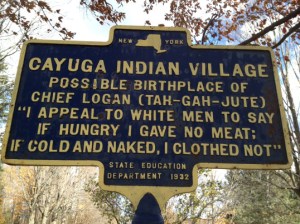 NEW YORK
CAYUGA INDIAN VILLAGE
POSSIBLE BIRTHPLACE OF
CHIEF LOGAN (TAH-GAH-JUTE)
"I APPEAL TO WHITE MEN TO SAY
IF HUNGRY I GAVE NO MEAT;
IF COLD AND NAKED, I CLOTHED NOT"
STATE EDUCATION
DEPARTMENT 1932